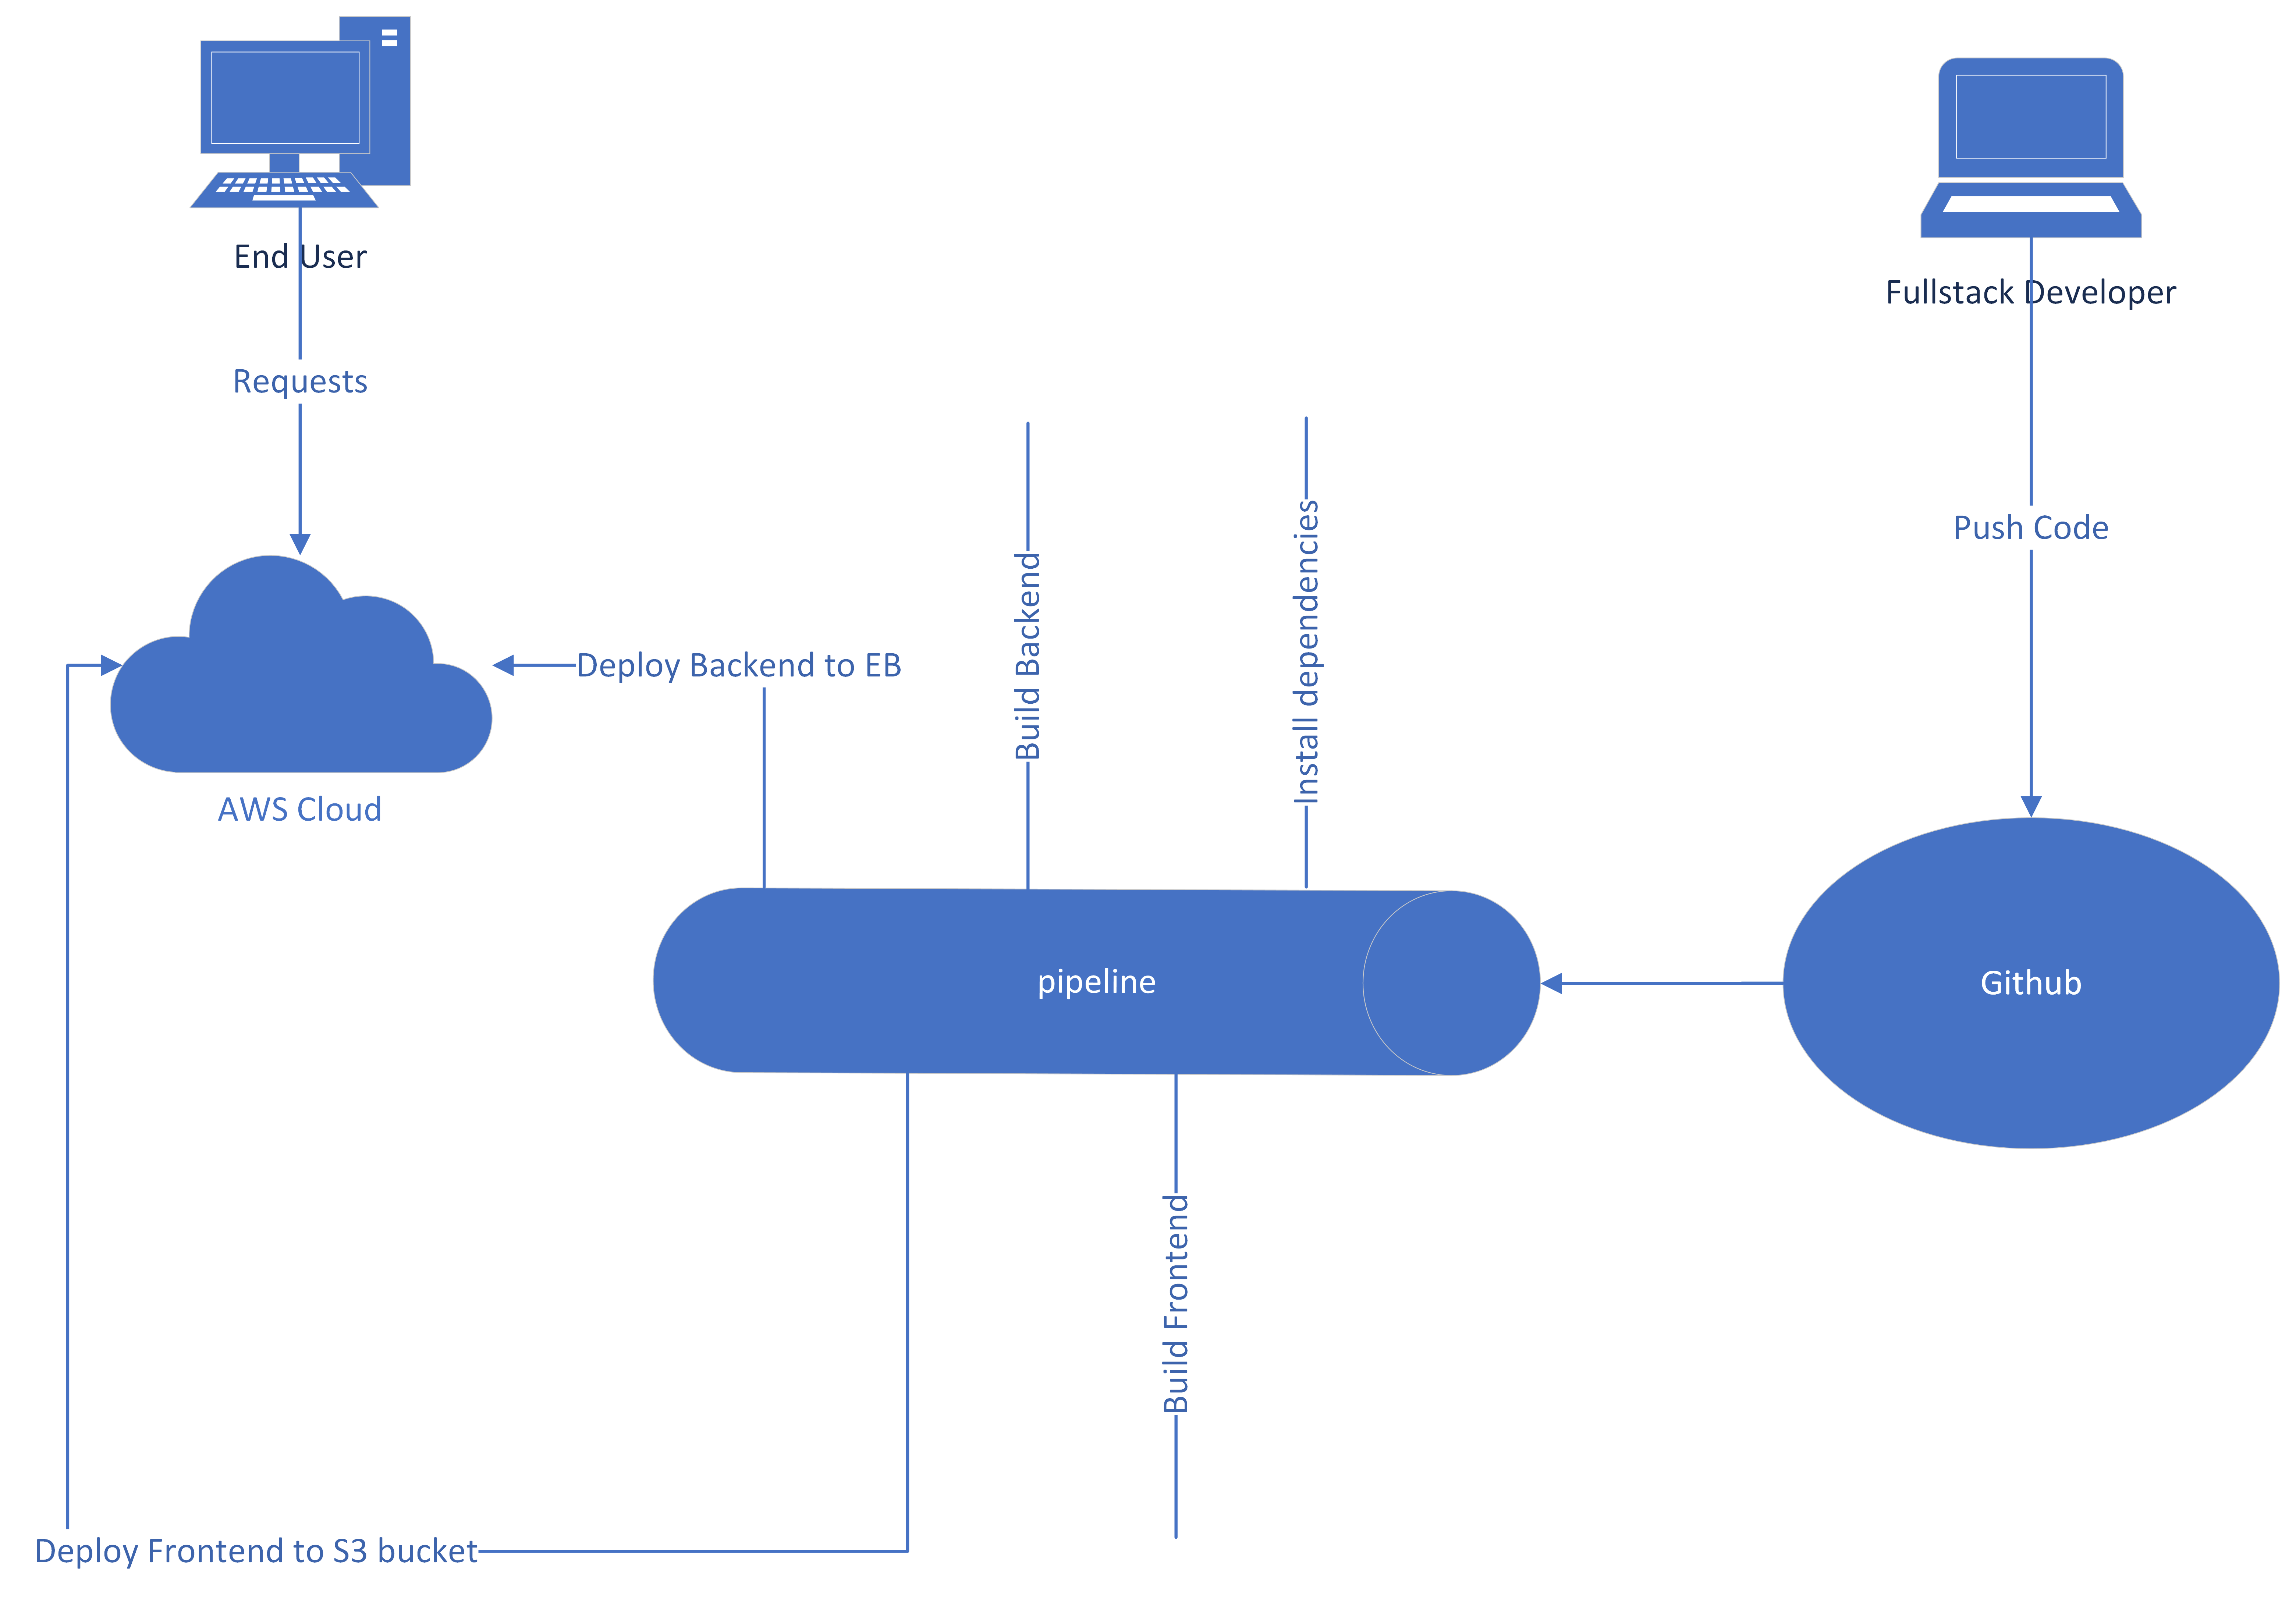 End User
Fullstack Developer
Requests
Push Code
Build Backend
Install dependencies
Deploy Backend to EB
AWS Cloud
pipeline
Github
Build Frontend
Deploy Frontend to S3 bucket